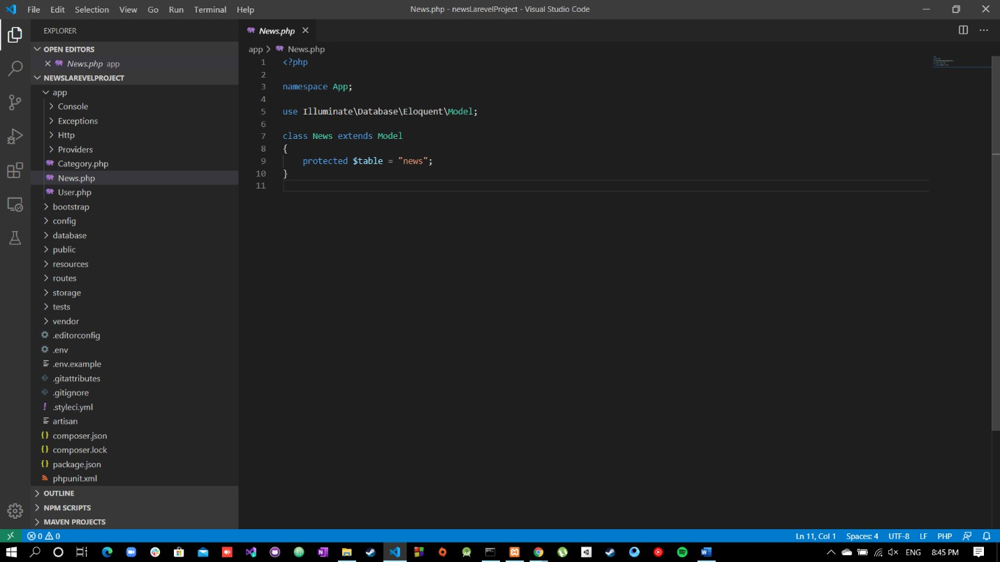 File Edit Selection View Go Run Terminal Help News.php - newsLarevelProject - Visual Studio Code
EXPLORER
OPEN EDITORS
News.php app
NEWSLAREVELPROJECT
app
Console
Exceptions
Http
Providers
Category.php
News.php
User.php
bootstrap
config
database
public
resources
routes
storage
tests
vendor
.editorconfig
.env
.env.example
.gitattributes
.gitignore
.styleci.yml
artisan
composer.json
composer.lock
package.json
phpunit.xml
OUTLINE
NPM SCRIPTS
MAVEN PROJECTS
News.php
app > News.php
1 <?php
2
3 namespace App;
4
5 use Illuminate\Database\Eloquent\Model;
6
7 class News extends Model
8 {
9 protected $table = "news";
10 }
11
0 0 Ln 11, Col 1 Spaces: 4 UTF-8 LF PHP
ENG 8:45 PM